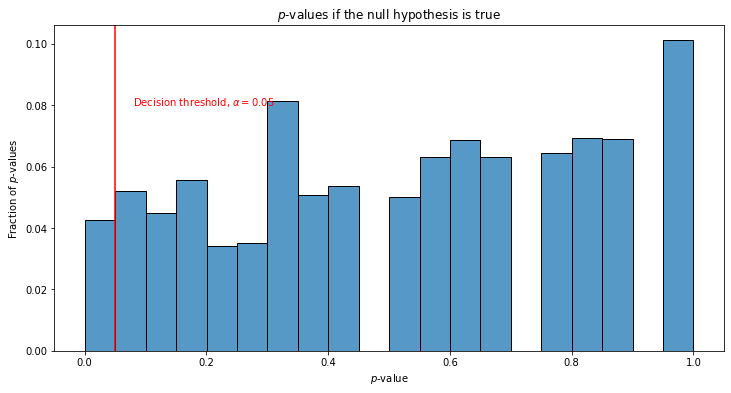 p-values if the null hypothesis is true
Decision threshold, α = 0.05
Fraction of p-values
0.10
0.08
0.06
0.04
0.02
0.00
0.0 0.2 0.4 0.6 0.8 1.0
p-value